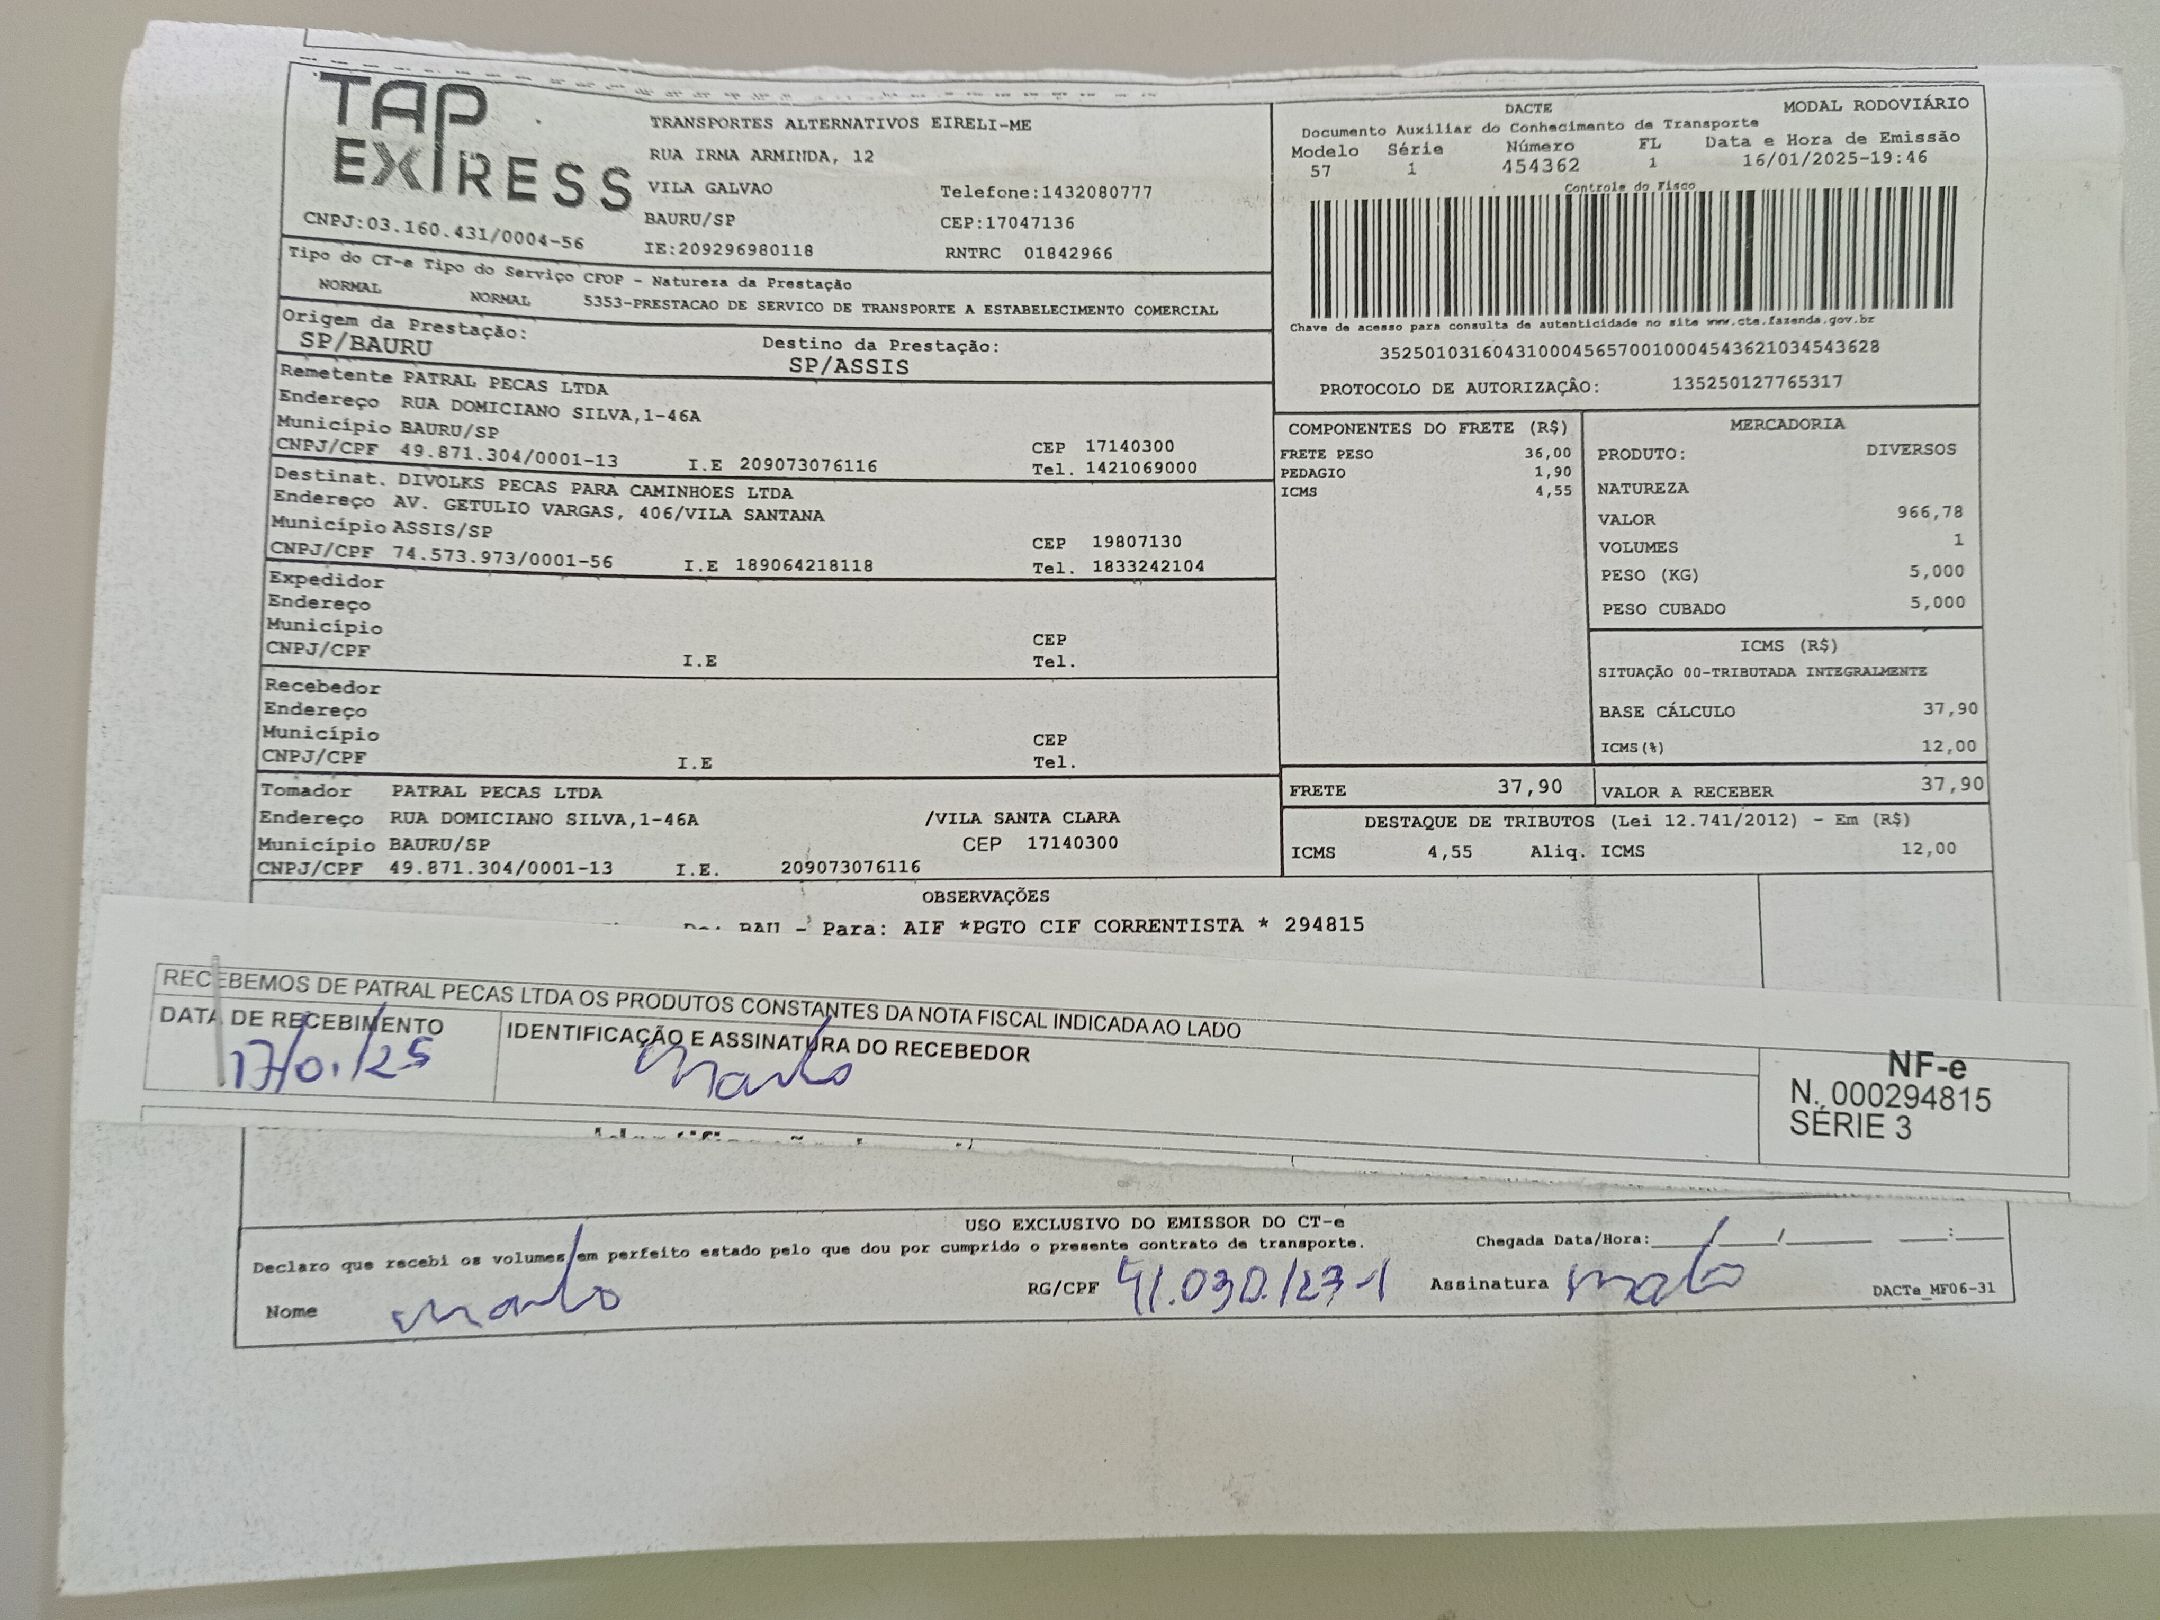 TAP
EXPRESS
CNPJ:03.160.431/0004-56
TRANSPORTES ALTERNATIVOS EIRELI-ME
RUA IRMA ARMINDA, 12
VILA GALVAO Telefone:1432080777
BAURU/SP CEP:17047136
IE:209296980118 RNTRC 01842966
DACTE MODAL RODOVIÁRIO
Documento Auxiliar do Conhecimento de Transporte
Modelo Série Número FL Data e Hora de Emissão
57 1 454362 1 16/01/2025-19:46
Controle do Fisco
Chave de acesso para consulta de autenticidade no site www.cte.fazenda.gov.br
35250103160431000456570010004543621034543628
PROTOCOLO DE AUTORIZAÇÃO: 135250127765317
Tipo do CT-e Tipo do Serviço CFOP - Natureza da Prestação
NORMAL NORMAL 5353-PRESTACAO DE SERVICO DE TRANSPORTE A ESTABELECIMENTO COMERCIAL
Origem da Prestação: Destino da Prestação:
SP/BAURU SP/ASSIS
Remetente PATRAL PECAS LTDA
Endereço RUA DOMICIANO SILVA,1-46A
Município BAURU/SP CEP 17140300
CNPJ/CPF 49.871.304/0001-13 I.E 209073076116 Tel. 1421069000
Destinat. DIVOLKS PECAS PARA CAMINHOES LTDA
Endereço AV. GETULIO VARGAS, 406/VILA SANTANA
Município ASSIS/SP CEP 19807130
CNPJ/CPF 74.573.973/0001-56 I.E 189064218118 Tel. 1833242104
Expedidor
Endereço
Município CEP
CNPJ/CPF I.E Tel.
Recebedor
Endereço
Município CEP
CNPJ/CPF I.E Tel.
Tomador PATRAL PECAS LTDA
Endereço RUA DOMICIANO SILVA,1-46A /VILA SANTA CLARA
Município BAURU/SP CEP 17140300
CNPJ/CPF 49.871.304/0001-13 I.E. 209073076116
COMPONENTES DO FRETE (R$)
FRETE PESO 36,00
PEDAGIO 1,90
ICMS 4,55
MERCADORIA
PRODUTO: DIVERSOS
NATUREZA
VALOR 966,78
VOLUMES 1
PESO (KG) 5,000
PESO CUBADO 5,000
ICMS (R$)
SITUAÇÃO 00-TRIBUTADA INTEGRALMENTE
BASE CÁLCULO 37,90
ICMS(%) 12,00
FRETE 37,90 VALOR A RECEBER 37,90
DESTAQUE DE TRIBUTOS (Lei 12.741/2012) - Em (R$)
ICMS 4,55 Aliq. ICMS 12,00
OBSERVAÇÕES
BAU - Para: AIF *PGTO CIF CORRENTISTA * 294815
RECEBEMOS DE PATRAL PECAS LTDA OS PRODUTOS CONSTANTES DA NOTA FISCAL INDICADA AO LADO
DATA DE RECEBIMENTO IDENTIFICAÇÃO E ASSINATURA DO RECEBEDOR
17/01/25
NF-e
N. 000294815
SÉRIE 3
USO EXCLUSIVO DO EMISSOR DO CT-e
Declaro que recebi os volumes em perfeito estado pelo que dou por cumprido o presente contrato de transporte. Chegada Data/Hora:___/___/___ ___:___
Nome RG/CPF 41.030.127-1 Assinatura DACTe_MF06-31